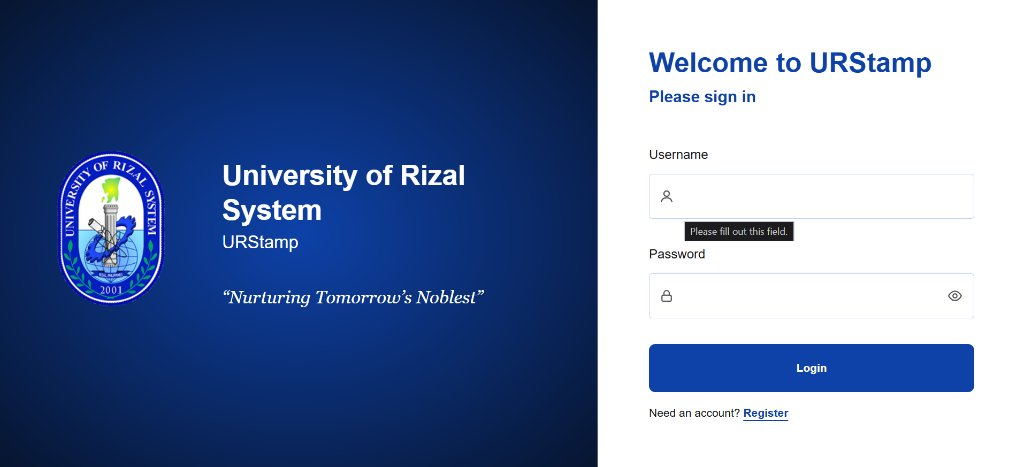 UNIVERSITY OF RIZAL SYSTEM
2001
University of Rizal
System
URStamp
“Nurturing Tomorrow’s Noblest”
Welcome to URStamp
Please sign in
Username
Please fill out this field.
Password
Login
Need an account? Register